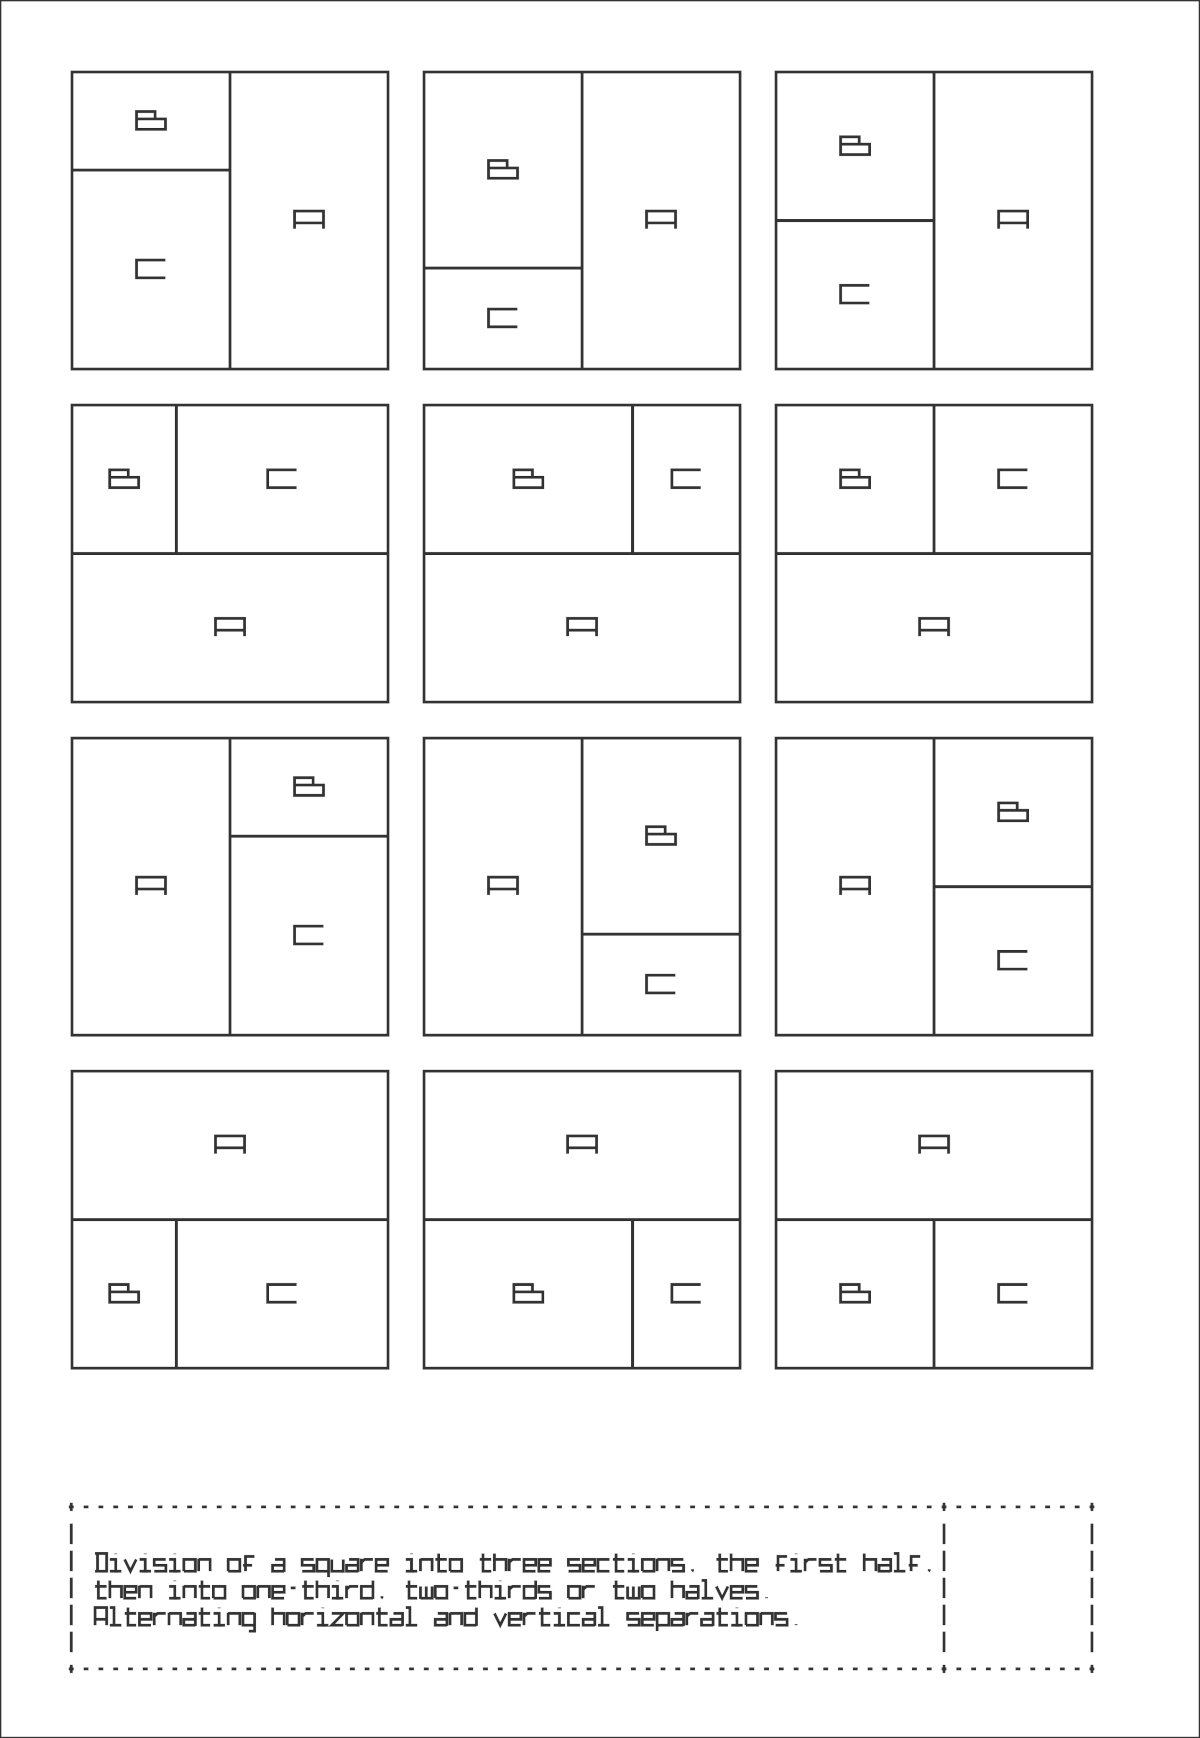 B A B A B A
C C C
B C B C B C
A A A
A B A B A B
C C C
A A A
B C B C B C
Division of a square into three sections. the first half.
then into one-third. two-thirds or two halves.
Alternating horizontal and vertical separations.